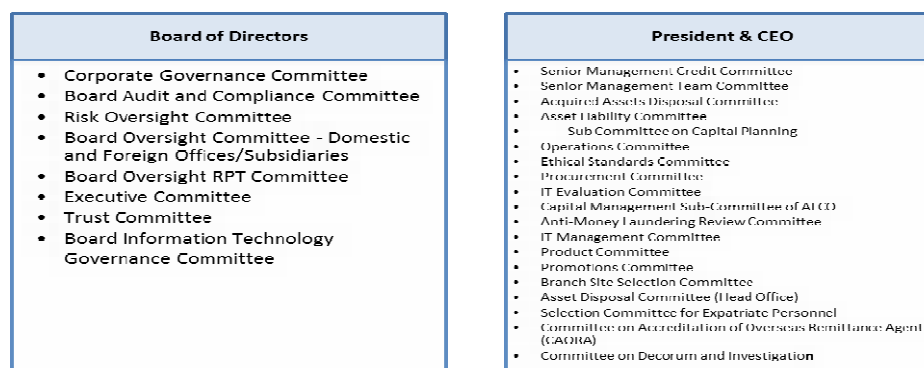 Board of Directors
• Corporate Governance Committee
• Board Audit and Compliance Committee
• Risk Oversight Committee
• Board Oversight Committee - Domestic
and Foreign Offices/Subsidiaries
• Board Oversight RPT Committee
• Executive Committee
• Trust Committee
• Board Information Technology
Governance Committee
President & CEO
• Senior Management Credit Committee
• Senior Management Team Committee
• Acquired Assets Disposal Committee
• Asset Liability Committee
• Sub Committee on Capital Planning
• Operations Committee
• Ethical Standards Committee
• Procurement Committee
• IT Evaluation Committee
• Capital Management Sub-Committee of ALCO
• Anti-Money Laundering Review Committee
• IT Management Committee
• Product Committee
• Promotions Committee
• Branch Site Selection Committee
• Asset Disposal Committee (Head Office)
• Selection Committee for Expatriate Personnel
• Committee on Accreditation of Overseas Remittance Agent
(CAORA)
• Committee on Decorum and Investigation